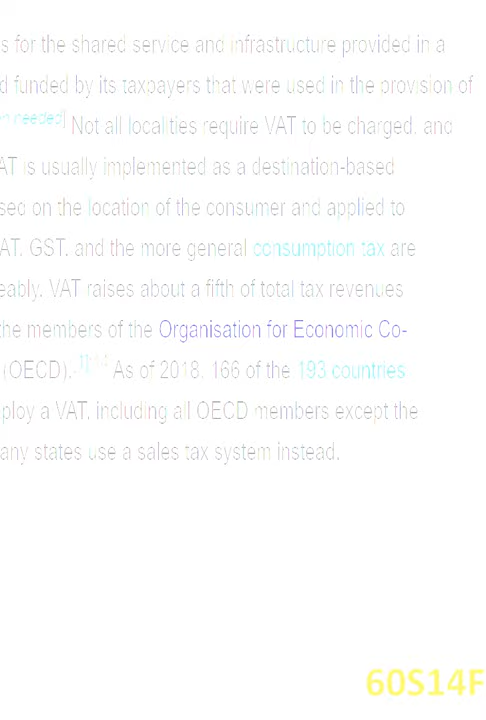 s for the shared service and infrastructure provided in a
d funded by its taxpayers that were used in the provision of
n needed] Not all localities require VAT to be charged, and
AT is usually implemented as a destination-based
sed on the location of the consumer and applied to
AT, GST, and the more general consumption tax are
eably. VAT raises about a fifth of total tax revenues
the members of the Organisation for Economic Co-
(OECD).[1]:14 As of 2018, 166 of the 193 countries
ploy a VAT, including all OECD members except the
any states use a sales tax system instead.
60S14F